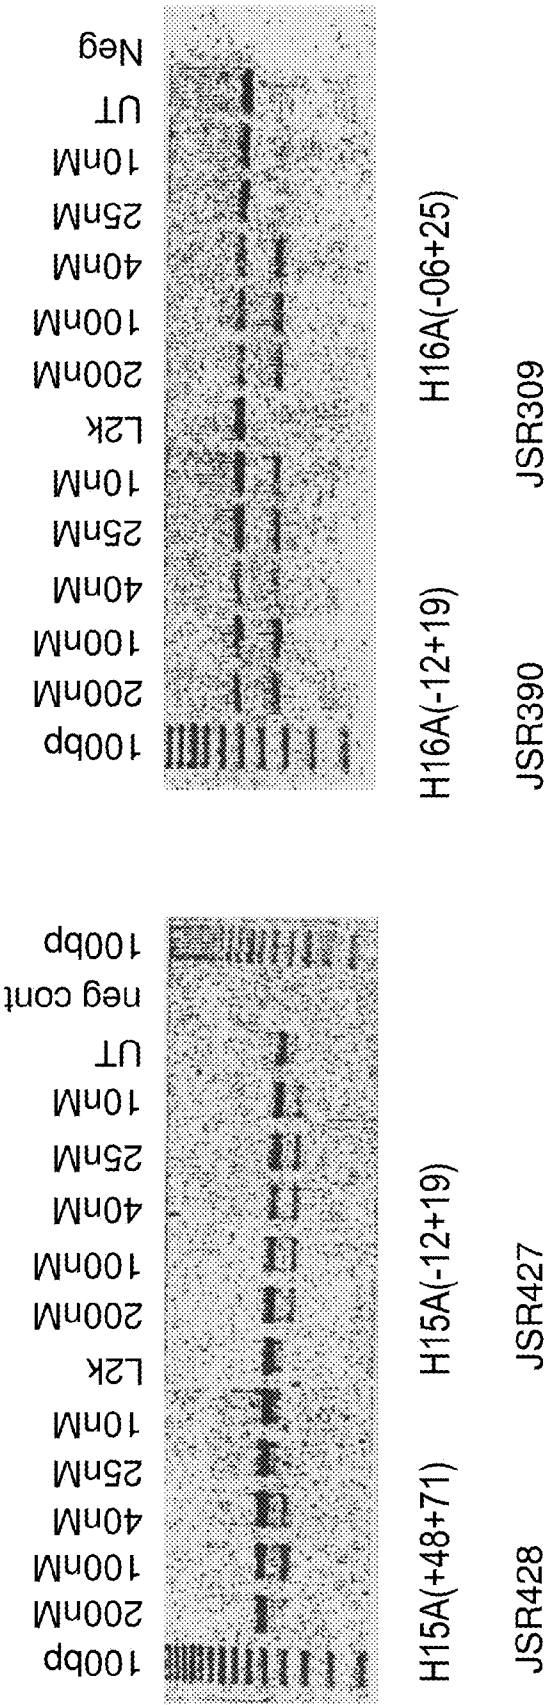 100bp
200nM
100nM
40nM
25nM
10nM
L2k
200nM
100nM
40nM
25nM
10nM
UT
neg cont
100bp
H15A(+48+71)
H15A(-12+19)
JSR428
JSR427
100bp
200nM
100nM
40nM
25nM
10nM
L2k
200nM
100nM
40nM
25nM
10nM
UT
Neg
H16A(-12+19)
H16A(-06+25)
JSR390
JSR309